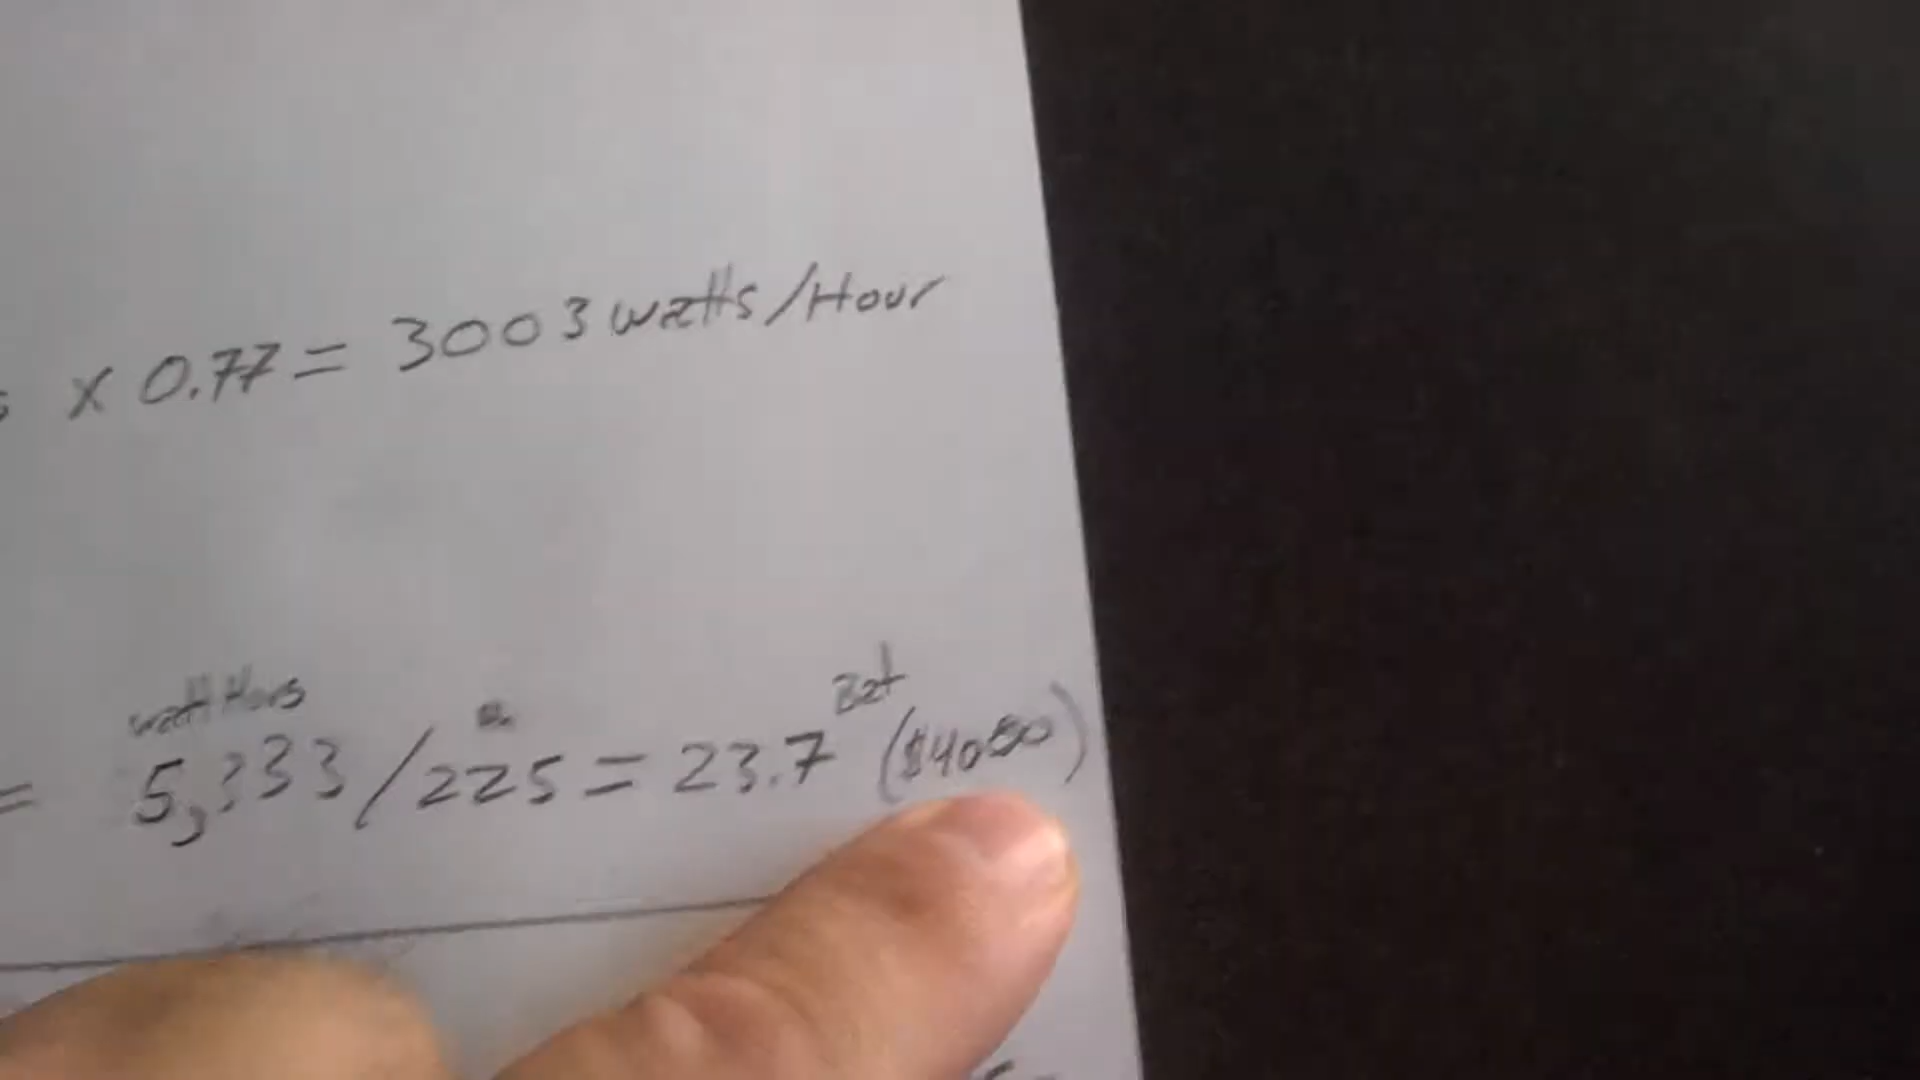 x 0.77 = 3003 watts/Hour
watt Hours Bat
= 5,333/225 = 23.7 ($4080)